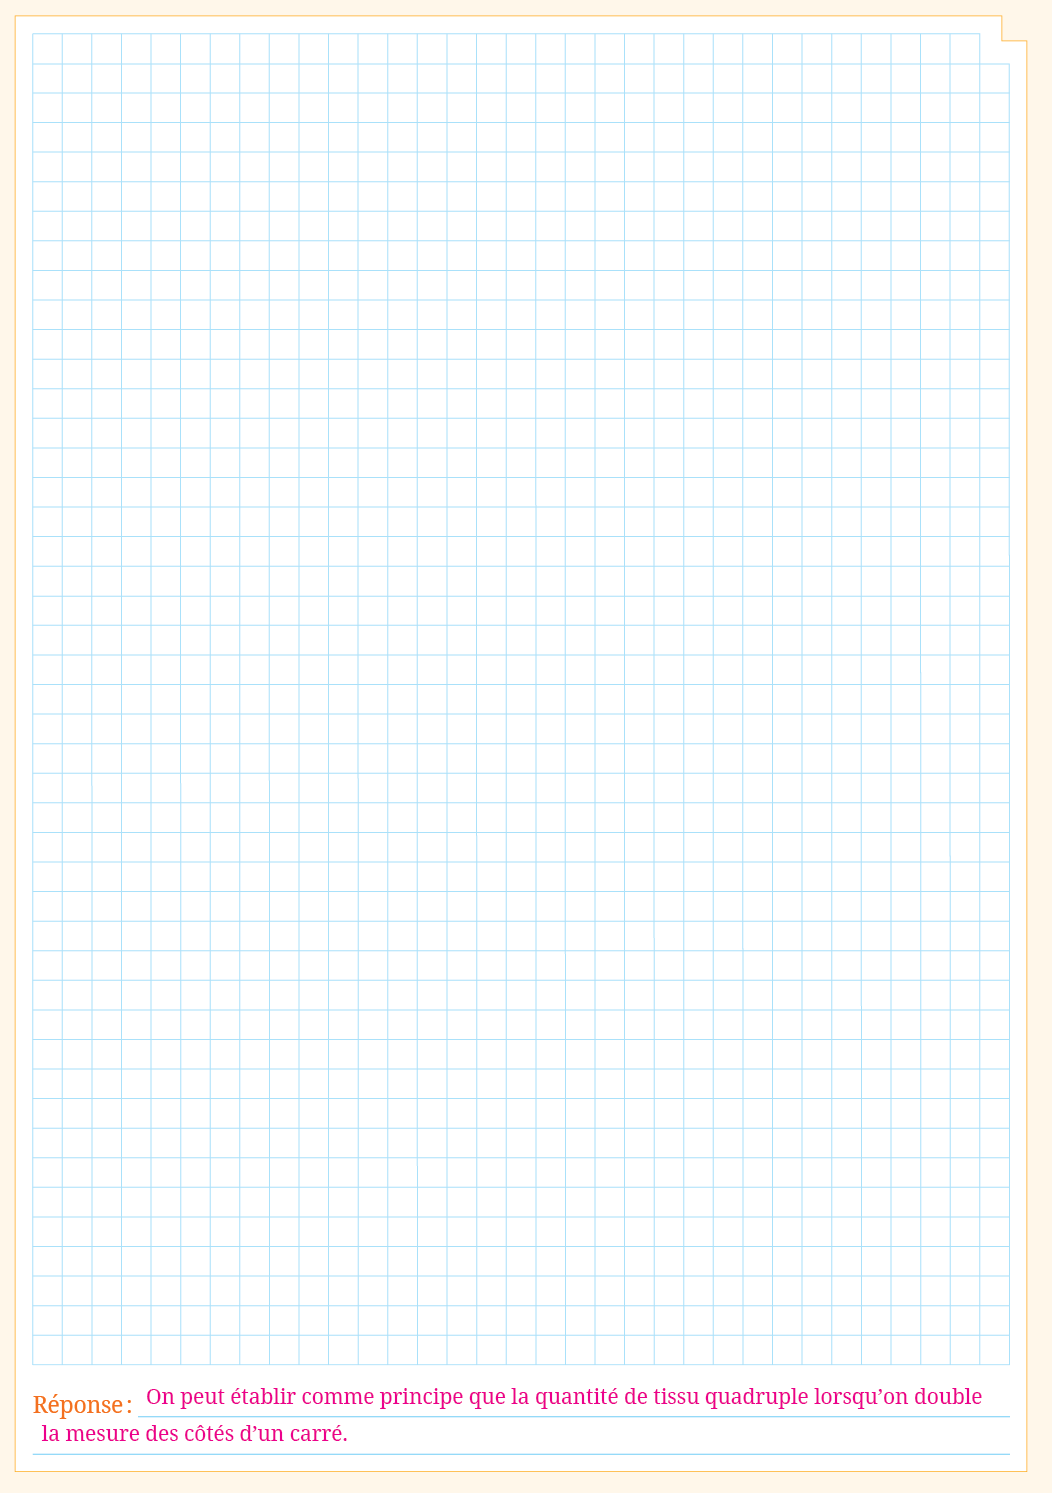 Réponse : On peut établir comme principe que la quantité de tissu quadruple lorsqu’on double
la mesure des côtés d’un carré.